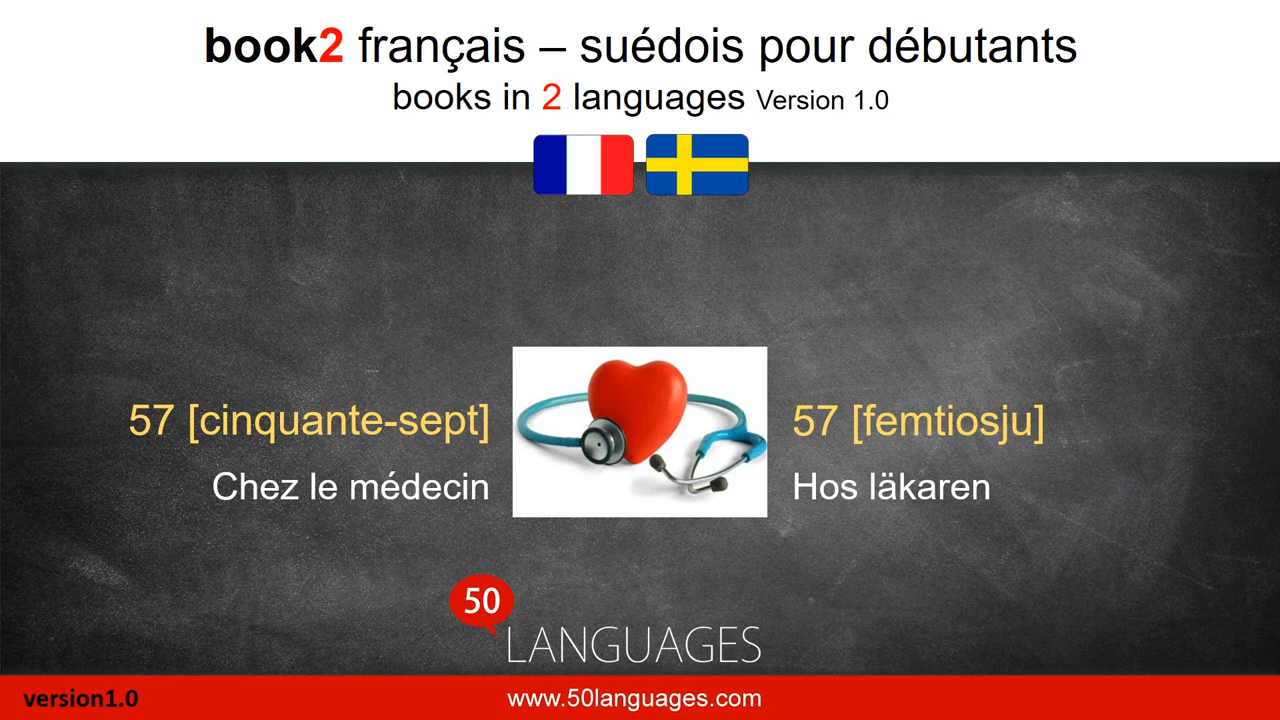 book2 français – suédois pour débutants
books in 2 languages Version 1.0
57 [cinquante-sept]
Chez le médecin
57 [femtiosju]
Hos läkaren
50
LANGUAGES
version1.0
www.50languages.com